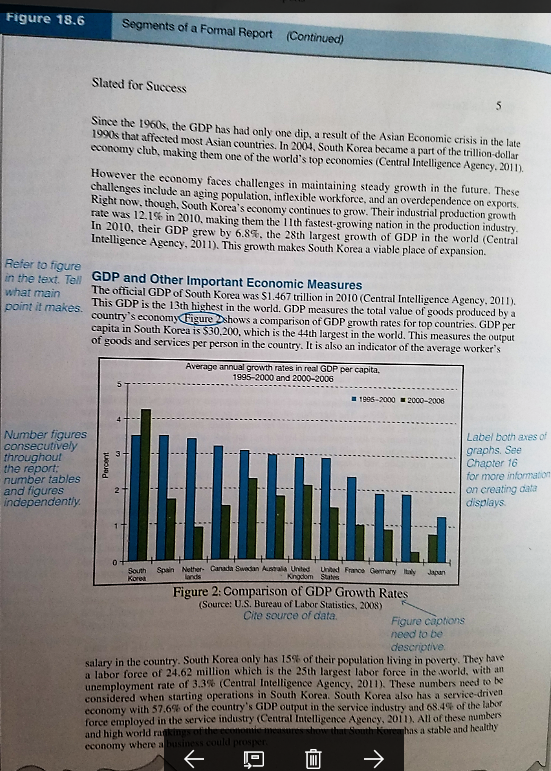 Figure 18.6
Segments of a Formal Report (Continued)
Slated for Success
5
Since the 1960s, the GDP has had only one dip, a result of the Asian Economic crisis in the late
1990s that affected most Asian countries. In 2004, South Korea became a part of the trillion-dollar
economy club, making them one of the world's top economies (Central Intelligence Agency, 2011).
However the economy faces challenges in maintaining steady growth in the future. These
challenges include an aging population, inflexible workforce, and an overdependence on exports.
Right now, though, South Korea's economy continues to grow. Their industrial production growth
rate was 12.1% in 2010, making them the 11th fastest-growing nation in the production industry.
In 2010, their GDP grew by 6.8%, the 28th largest growth of GDP in the world (Central
Intelligence Agency, 2011). This growth makes South Korea a viable place of expansion.
Refer to figure
in the text. Tell
what main
point it makes.
GDP and Other Important Economic Measures
The official GDP of South Korea was $1.467 trillion in 2010 (Central Intelligence Agency, 2011).
This GDP is the 13th highest in the world. GDP measures the total value of goods produced by a
country's economy. Figure 2 shows a comparison of GDP growth rates for top countries. GDP per
capita in South Korea is $30,200, which is the 44th largest in the world. This measures the output
of goods and services per person in the country. It is also an indicator of the average worker's
Average annual growth rates in real GDP per capita,
1995–2000 and 2000–2006
1995–2000 2000–2006
5
4
3
2
1
0
Percent
South Korea
Spain
Nether-lands
Canada
Swedan
Australia
United Kingdom
United States
France
Germany
Italy
Japan
Number figures
consecutively
throughout
the report;
number tables
and figures
independently.
Label both axes of
graphs. See
Chapter 16
for more information
on creating data
displays.
Figure 2: Comparison of GDP Growth Rates
(Source: U.S. Bureau of Labor Statistics, 2008)
Cite source of data.
Figure captions
need to be
descriptive.
salary in the country. South Korea only has 15% of their population living in poverty. They have
a labor force of 24.62 million which is the 25th largest labor force in the world, with an
unemployment rate of 3.3% (Central Intelligence Agency, 2011). These numbers need to be
considered when starting operations in South Korea. South Korea also has a service-driven
economy with 57.6% of the country's GDP output in the service industry and 68.4% of the labor
force employed in the service industry (Central Intelligence Agency, 2011). All of these numbers
and high world rankings of the economic measures show that South Korea has a stable and healthy
economy where a business could prosper.